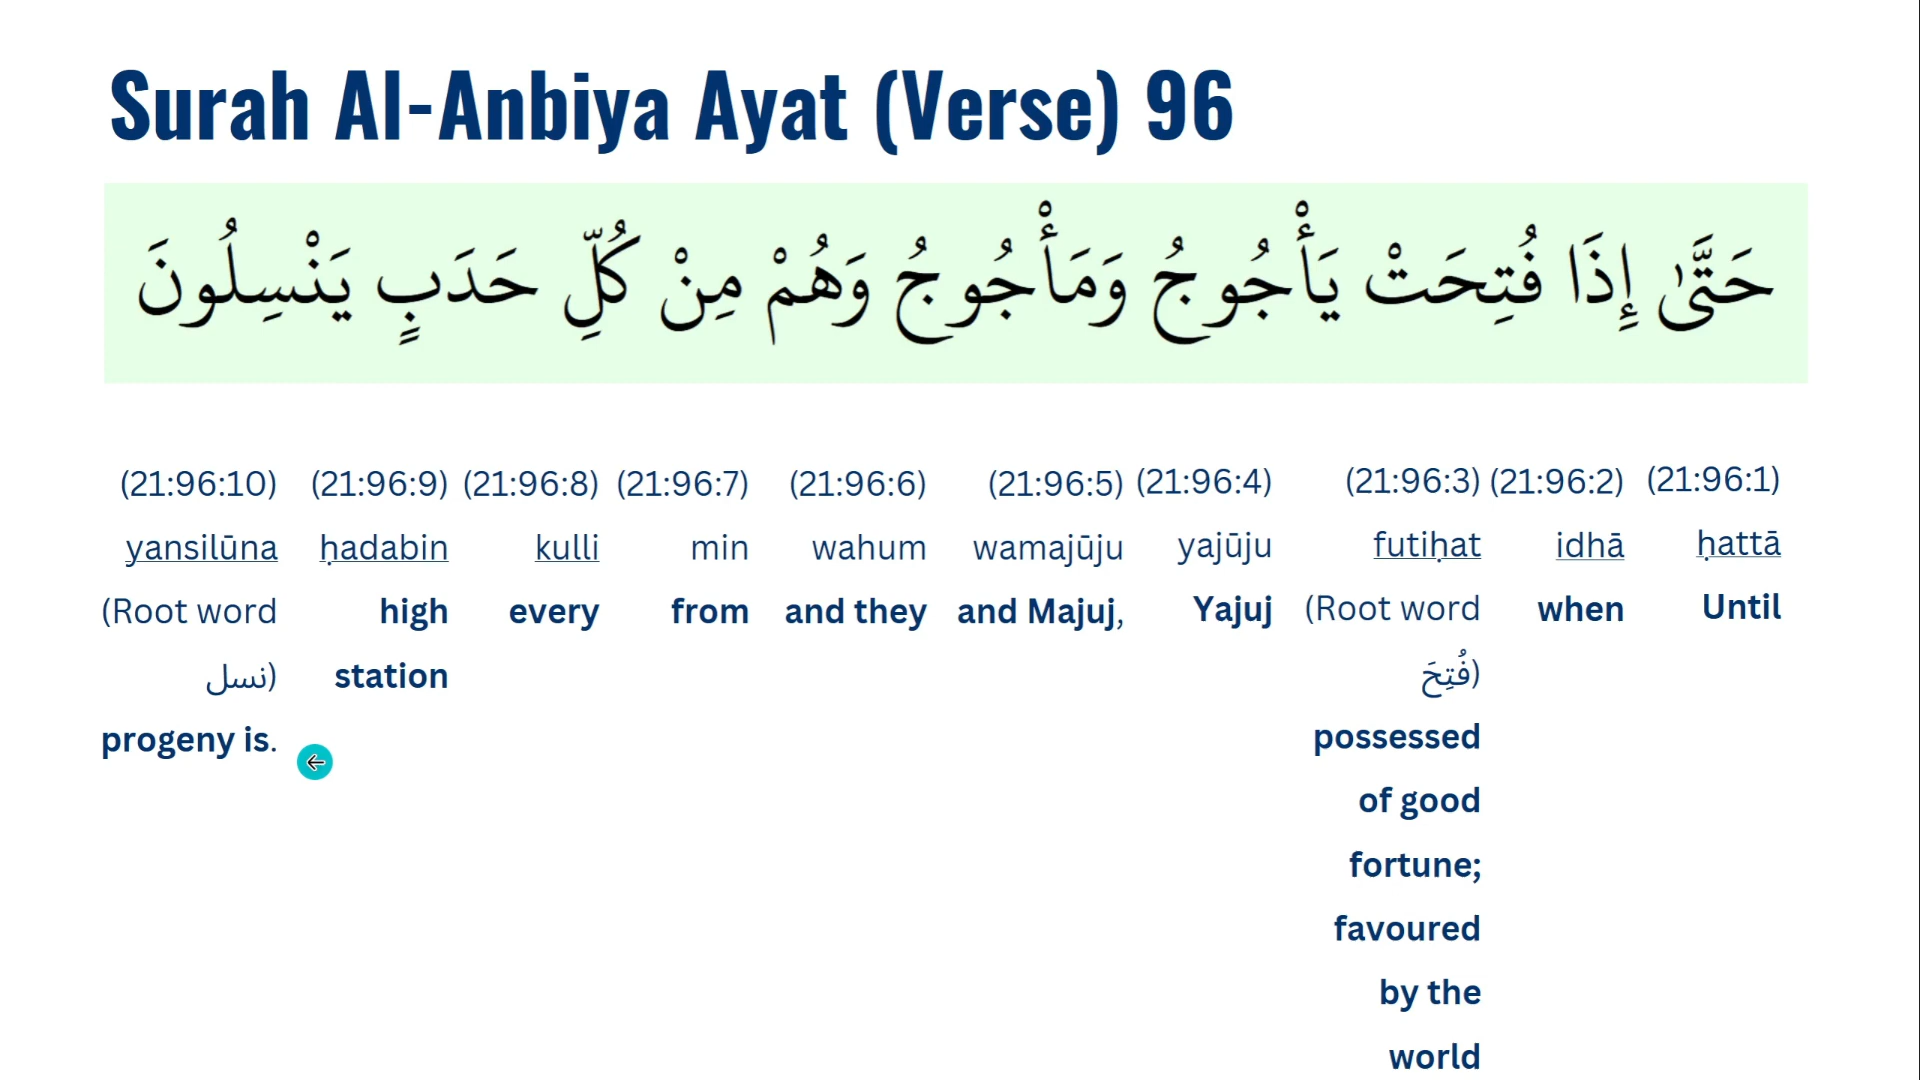 Surah Al-Anbiya Ayat (Verse) 96
حَتَّىٰ إِذَا فُتِحَتْ يَأْجُوجُ وَمَأْجُوجُ وَهُمْ مِنْ كُلِّ حَدَبٍ يَنْسِلُونَ
(21:96:1)
ḥattā
Until
(21:96:2)
idhā
when
(21:96:3)
futiḥat
(Root word
فُتِحَ)
possessed
of good
fortune;
favoured
by the
world
(21:96:4)
yajūju
Yajuj
(21:96:5)
wamajūju
and Majuj,
(21:96:6)
wahum
and they
(21:96:7)
min
from
(21:96:8)
kulli
every
(21:96:9)
ḥadabin
high
station
(21:96:10)
yansilūna
(Root word
نسل)
progeny is.